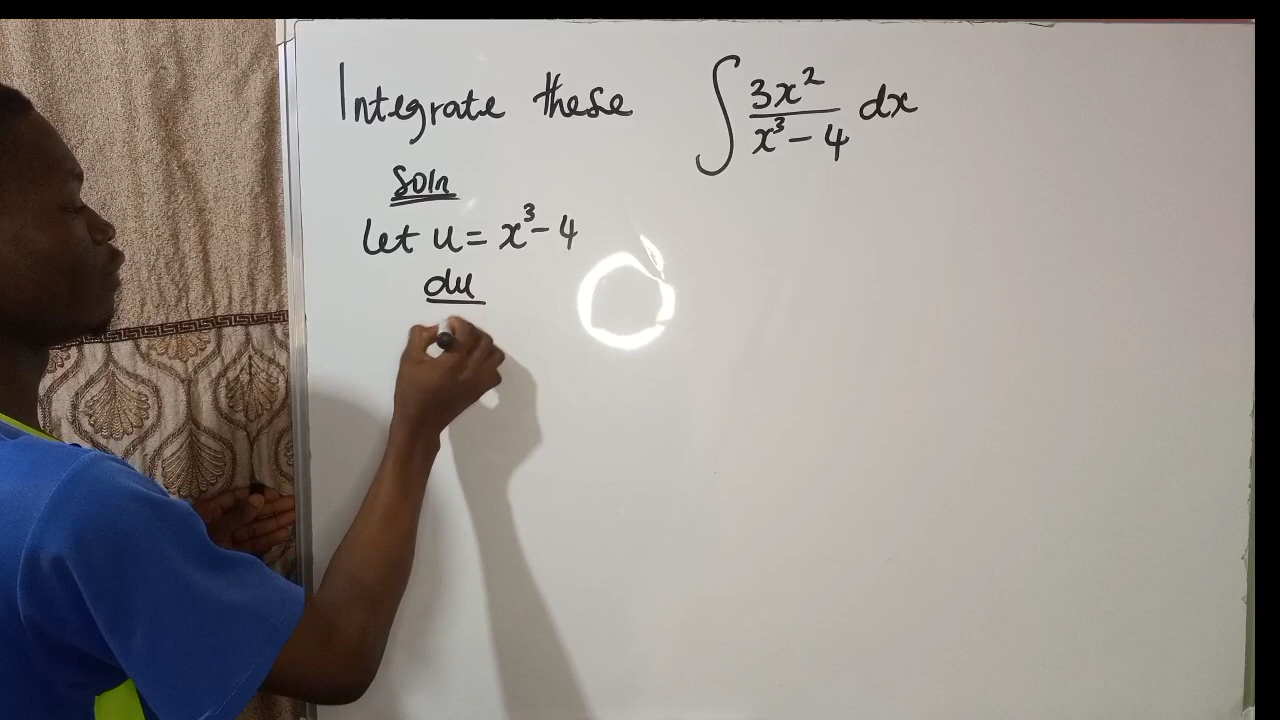 Integrate these ∫ 3x²/(x³ - 4) dx
Soln
Let u = x³ - 4
du